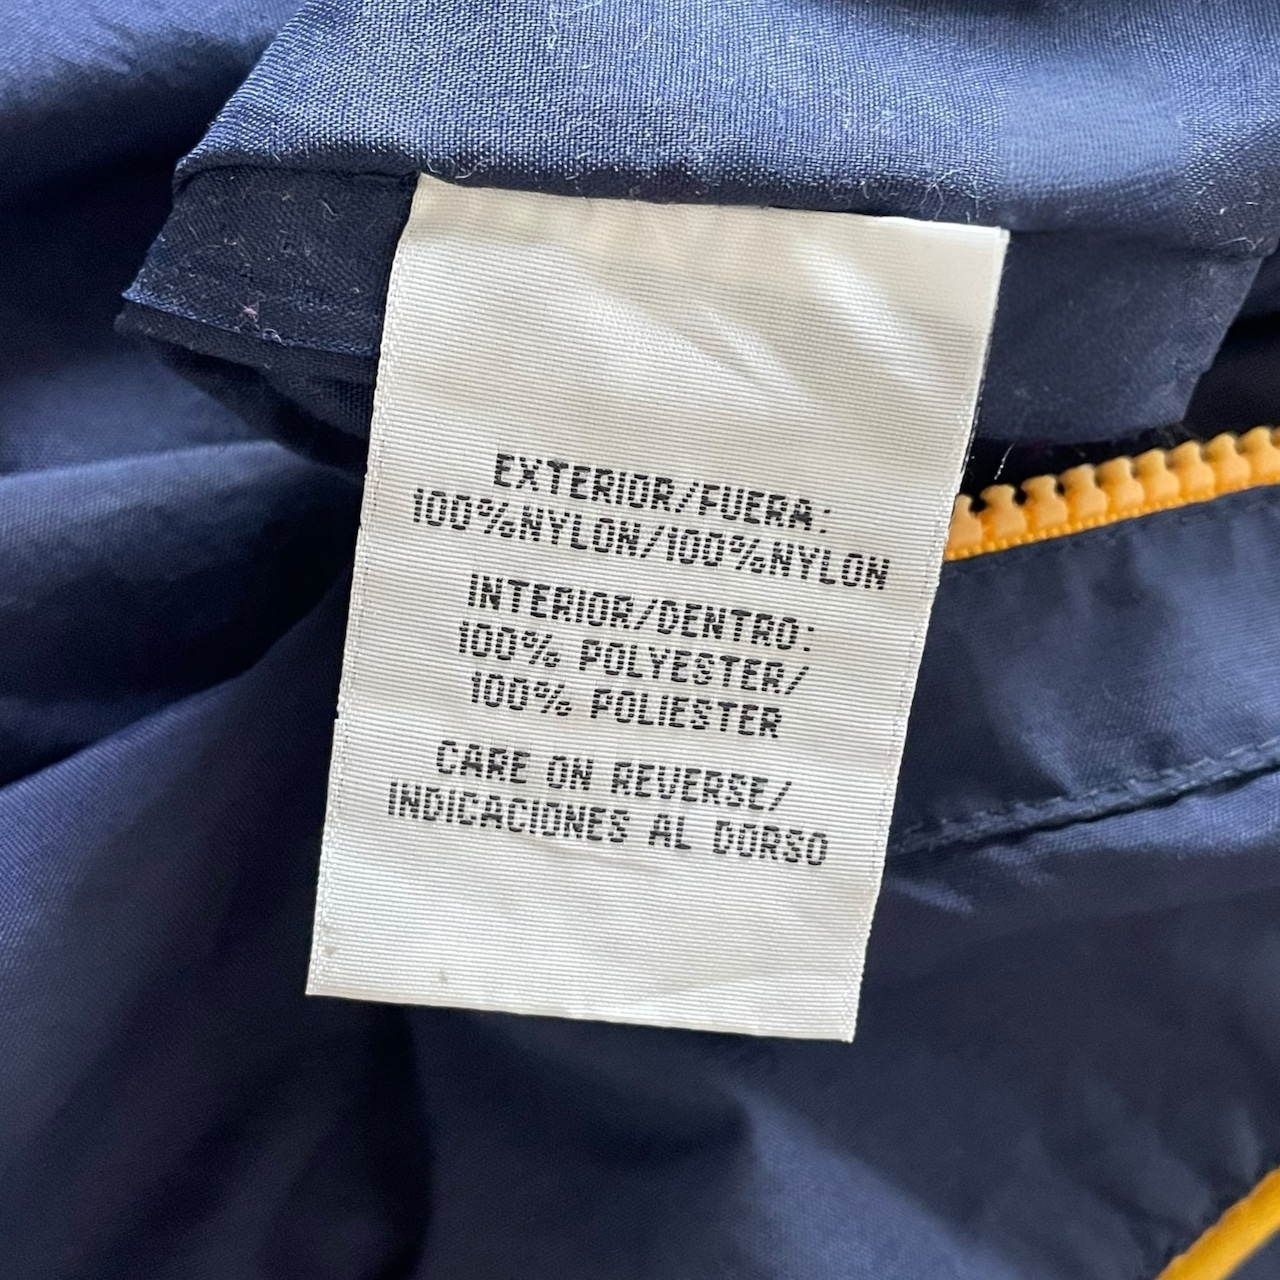 EXTERIOR/FUERA:
100%NYLON/100%NYLON
INTERIOR/DENTRO:
100% POLYESTER/
100% POLIESTER
CARE ON REVERSE/
INDICACIONES AL DORSO